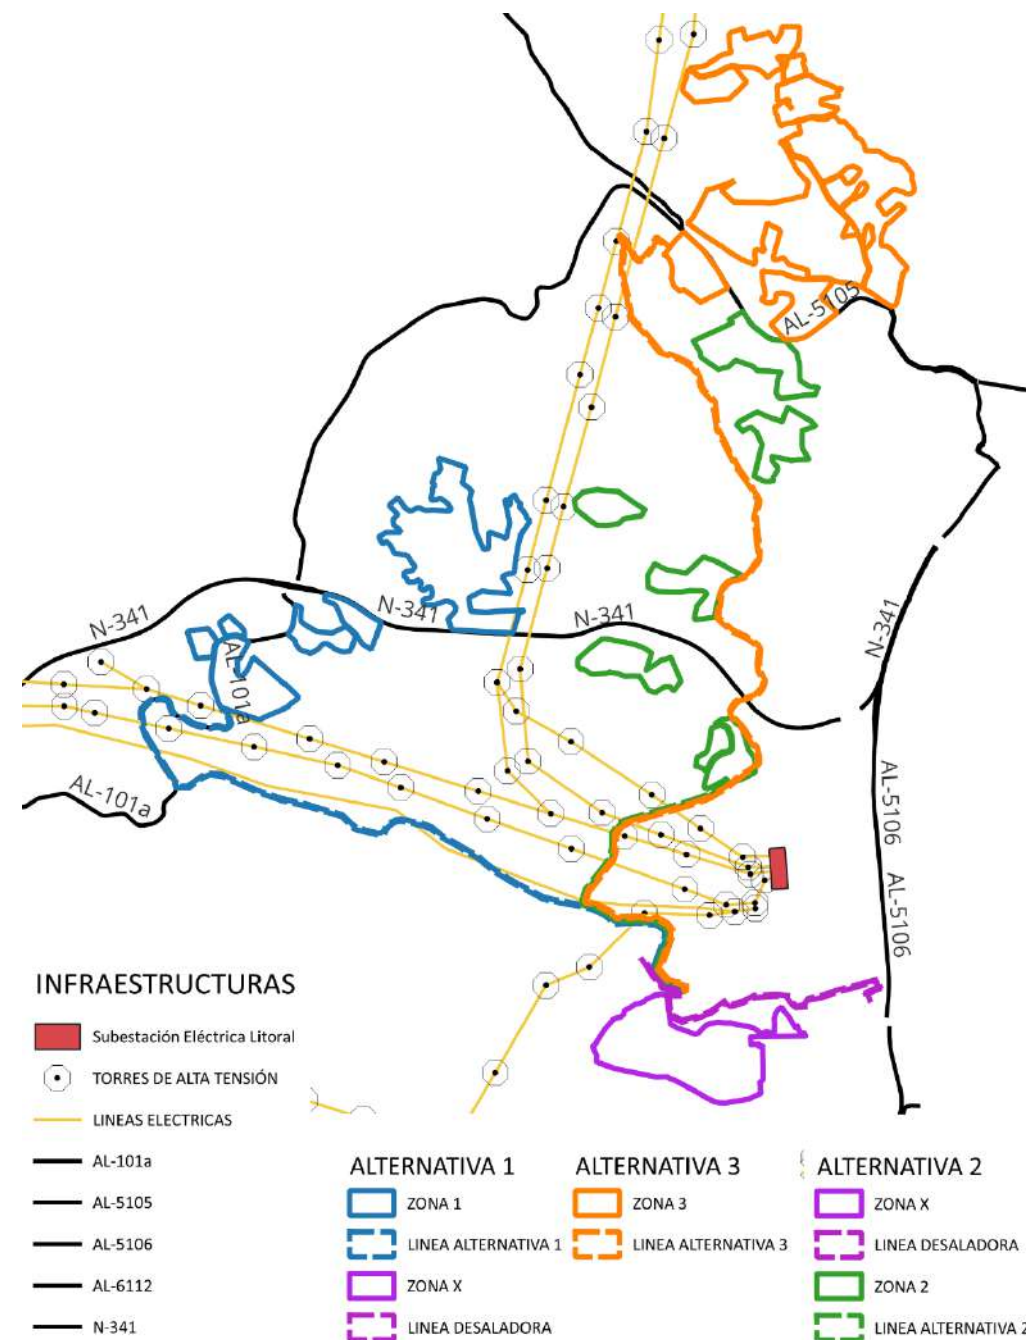 AL-5105
N-341
N-341
N-341
N-341
AL-101a
AL-101a
AL-5106
AL-5106
INFRAESTRUCTURAS
Subestación Eléctrica Litoral
TORRES DE ALTA TENSIÓN
LINEAS ELECTRICAS
AL-101a
AL-5105
AL-5106
AL-6112
N-341
ALTERNATIVA 1
ZONA 1
LINEA ALTERNATIVA 1
ZONA X
LINEA DESALADORA
ALTERNATIVA 3
ZONA 3
LINEA ALTERNATIVA 3
ALTERNATIVA 2
ZONA X
LINEA DESALADORA
ZONA 2
LINEA ALTERNATIVA 2